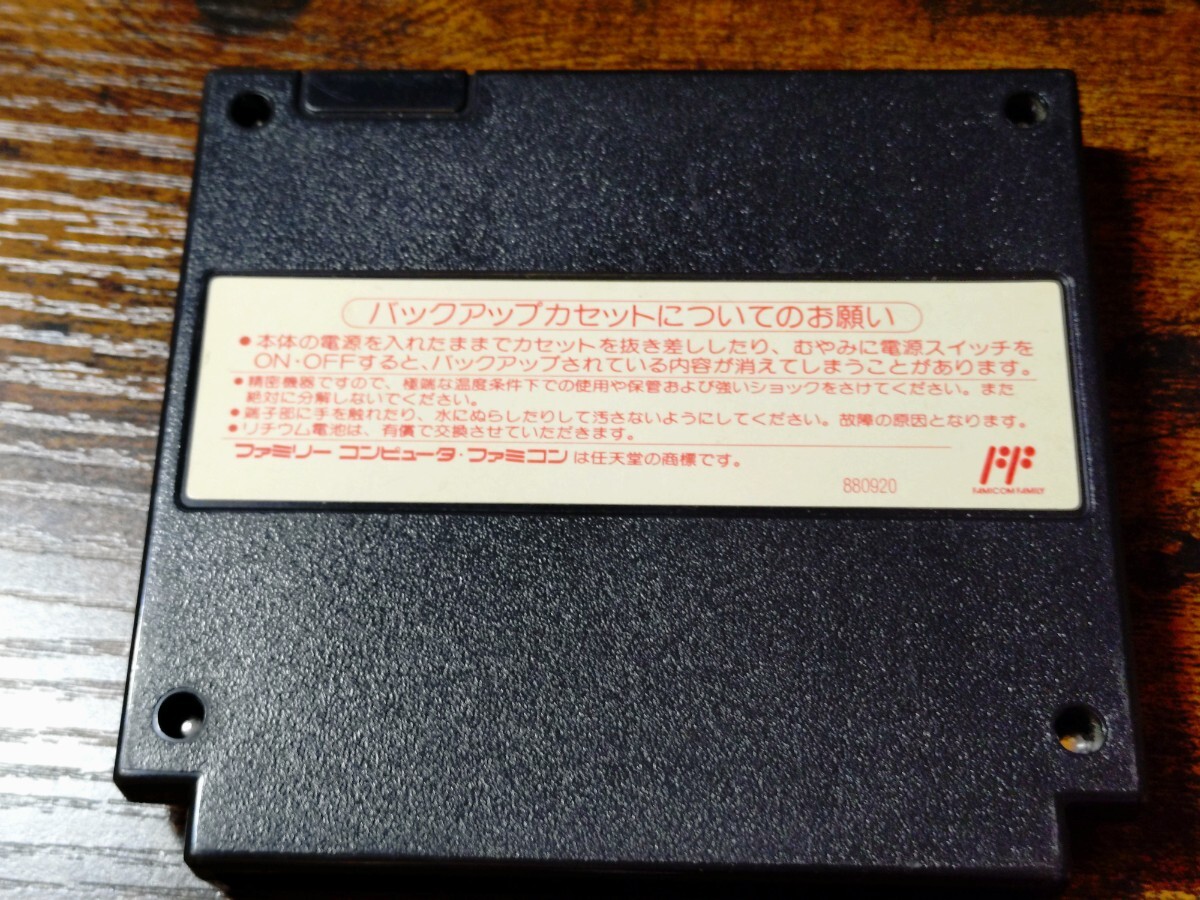 バックアップカセットについてのお願い
●本体の電源を入れたままでカセットを抜き差ししたり、むやみに電源スイッチを
ON・OFFすると、バックアップされている内容が消えてしまうことがあります。
●精密機器ですので、極端な温度条件下での使用や保管および強いショックをさけてください。また
絶対に分解しないでください。
●端子部に手を触れたり、水にぬらしたりして汚さないようにしてください。故障の原因となります。
●リチウム電池は、有償で交換させていただきます。
ファミリー コンピュータ・ファミコンは任天堂の商標です。
880920
FF
FAMICOM FAMILY